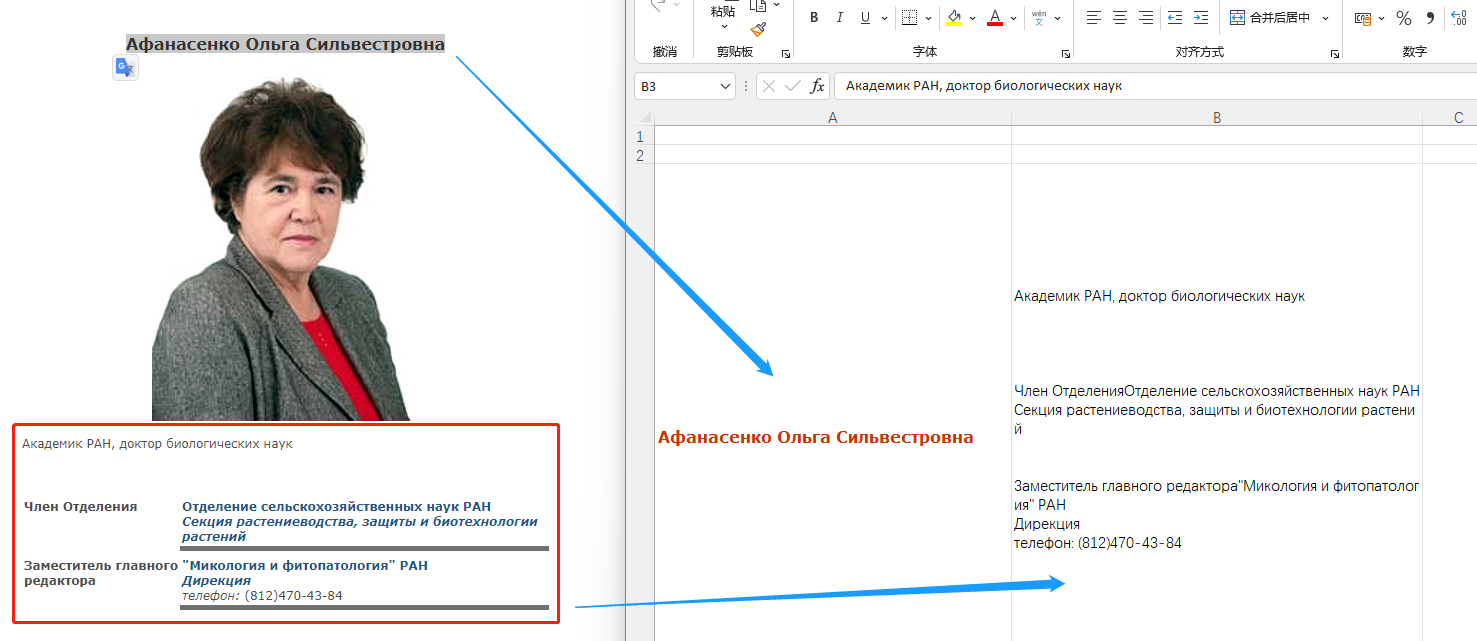 Афанасенко Ольга Сильвестровна
G
Академик РАН, доктор биологических наук
Член Отделения
Отделение сельскохозяйственных наук РАН
Секция растениеводства, защиты и биотехнологии
растений
Заместитель главного
редактора
"Микология и фитопатология" РАН
Дирекция
телефон: (812)470-43-84
粘贴
撤消
剪贴板
B
I
U
A
wén
文
字体
合并后居中
对齐方式
%
数字
B3
fx
Академик РАН, доктор биологических наук
A
B
C
1
2
Афанасенко Ольга Сильвестровна
Академик РАН, доктор биологических наук
Член ОтделенияОтделение сельскохозяйственных наук РАН
Секция растениеводства, защиты и биотехнологии растени
й
Заместитель главного редактора"Микология и фитопатолог
ия" РАН
Дирекция
телефон: (812)470-43-84